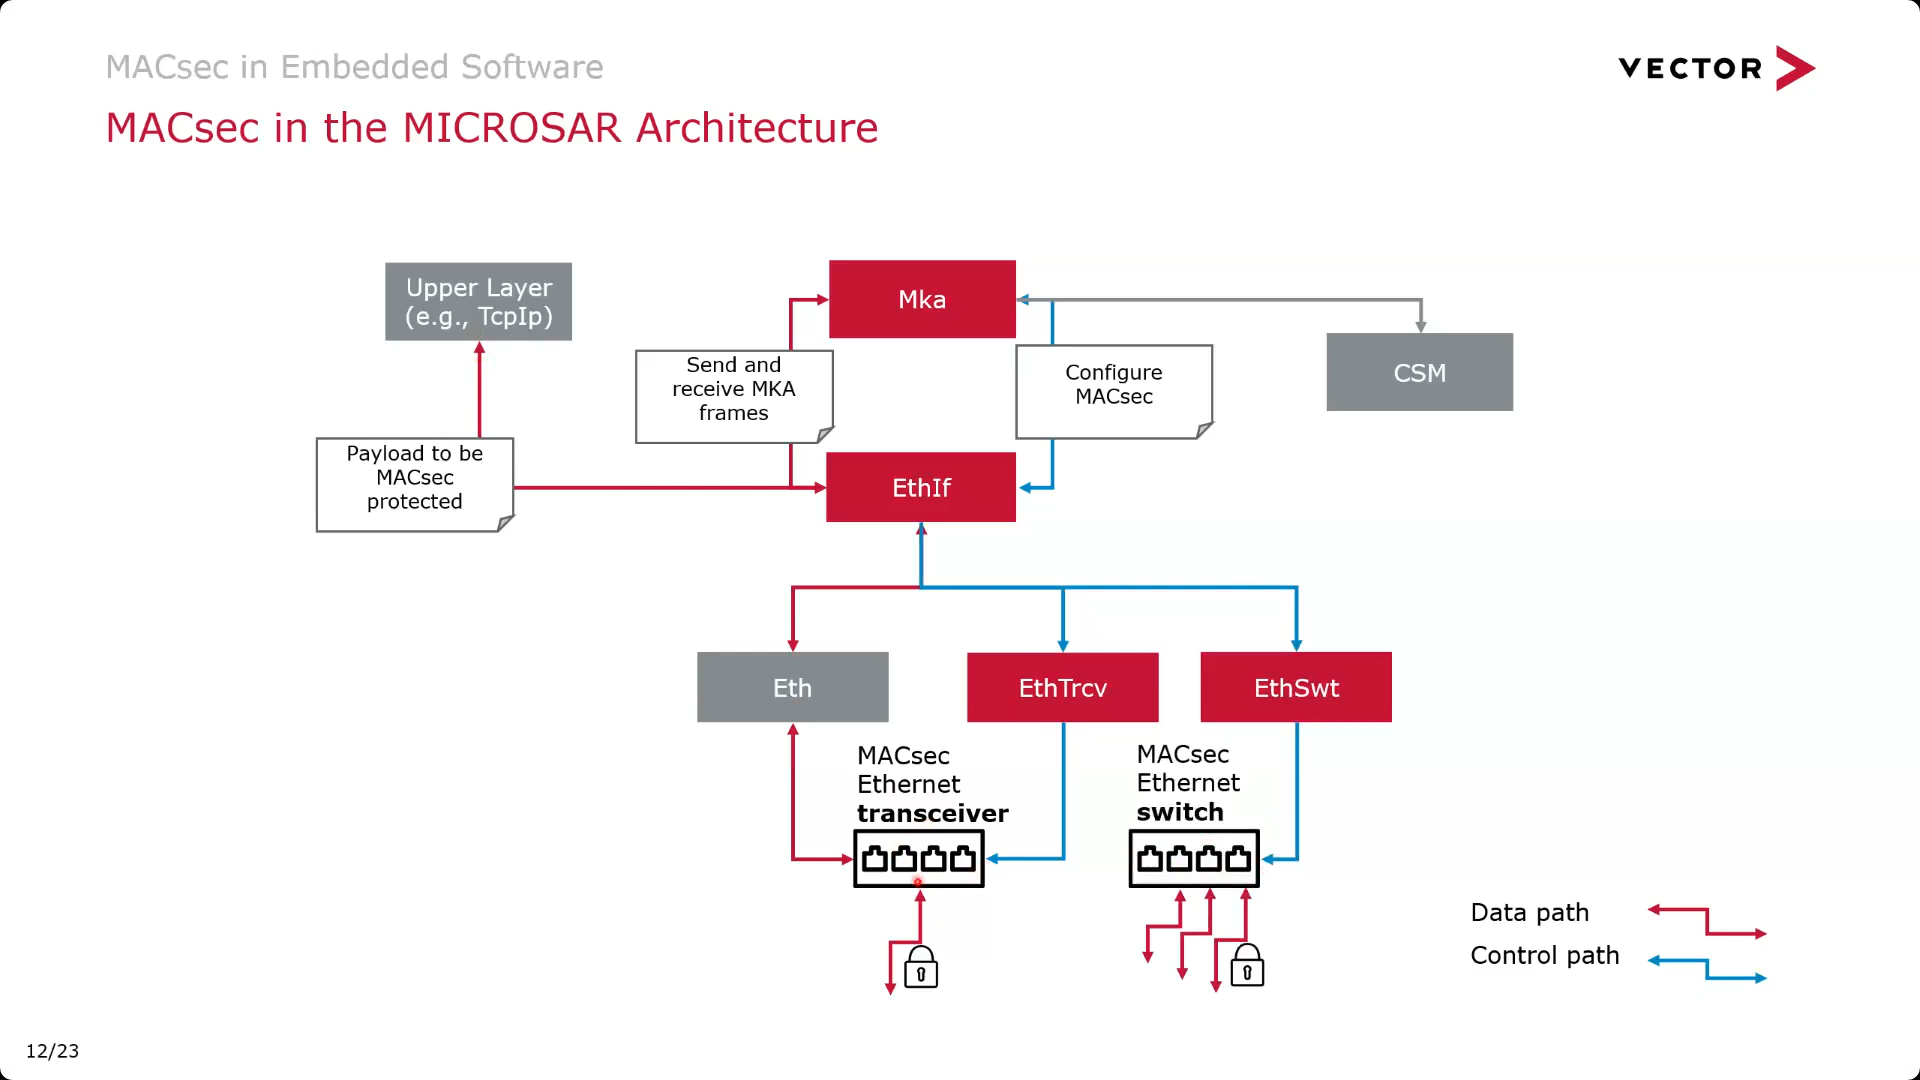 MACsec in Embedded Software
VECTOR
MACsec in the MICROSAR Architecture
Upper Layer
(e.g., TcpIp)
Mka
Send and
receive MKA
frames
Configure
MACsec
CSM
Payload to be
MACsec
protected
EthIf
Eth
EthTrcv
EthSwt
MACsec
Ethernet
transceiver
MACsec
Ethernet
switch
Data path
Control path
12/23